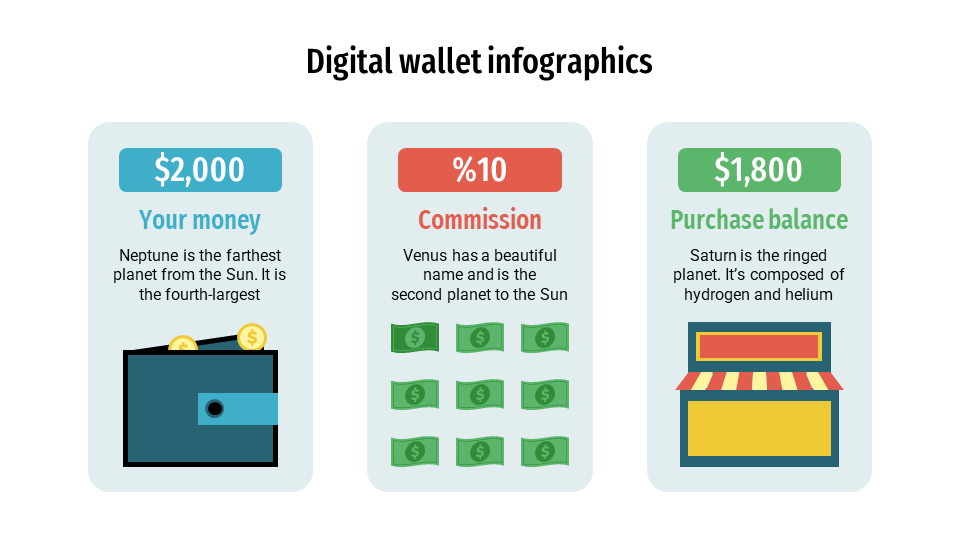 Digital wallet infographics
$2,000
Your money
Neptune is the farthest
planet from the Sun. It is
the fourth-largest
$
$
%10
Commission
Venus has a beautiful
name and is the
second planet to the Sun
$ $ $
$ $ $
$ $ $
$1,800
Purchase balance
Saturn is the ringed
planet. It’s composed of
hydrogen and helium